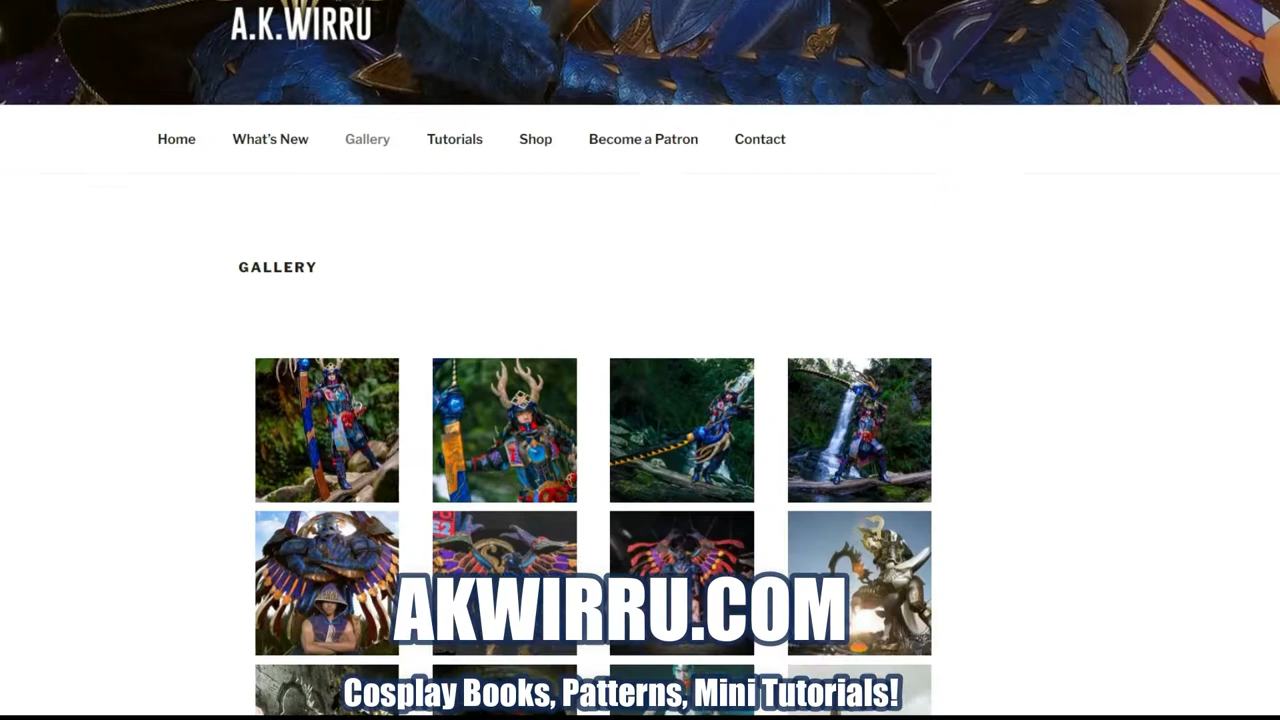 A.K.WIRRU
Home What's New Gallery Tutorials Shop Become a Patron Contact
GALLERY
AKWIRRU.COM
Cosplay Books, Patterns, Mini Tutorials!